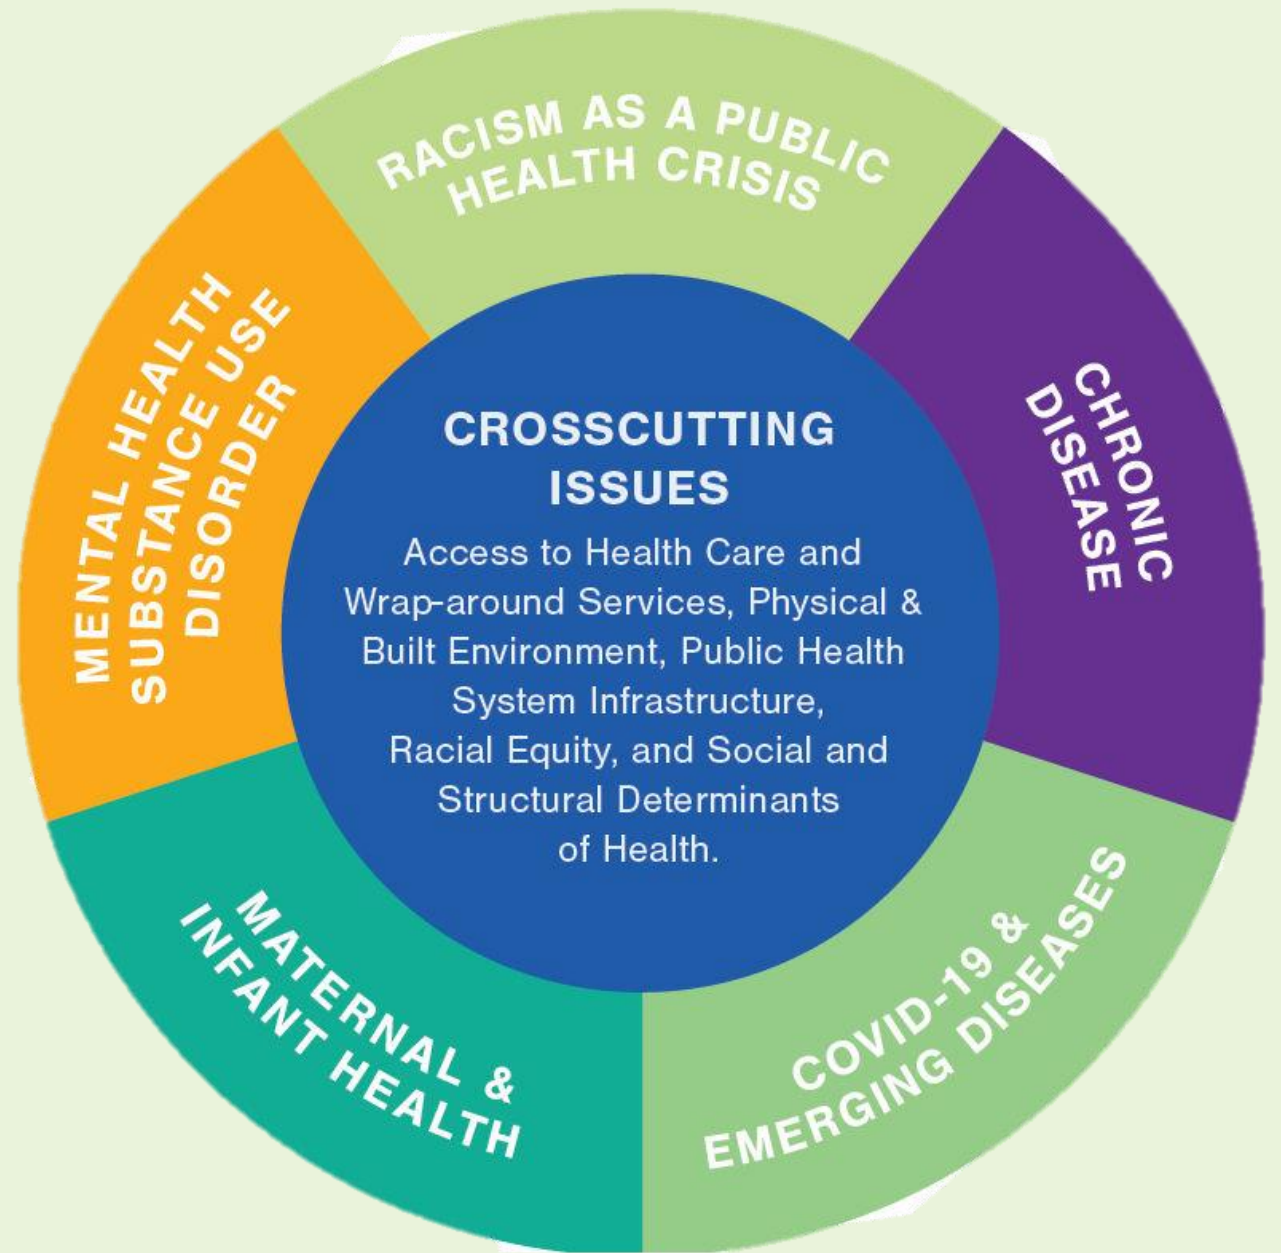 RACISM AS A PUBLIC
HEALTH CRISIS
CHRONIC
DISEASE
COVID-19 &
EMERGING DISEASES
MATERNAL &
INFANT HEALTH
MENTAL HEALTH
SUBSTANCE USE
DISORDER
CROSSCUTTING
ISSUES
Access to Health Care and
Wrap-around Services, Physical &
Built Environment, Public Health
System Infrastructure,
Racial Equity, and Social and
Structural Determinants
of Health.